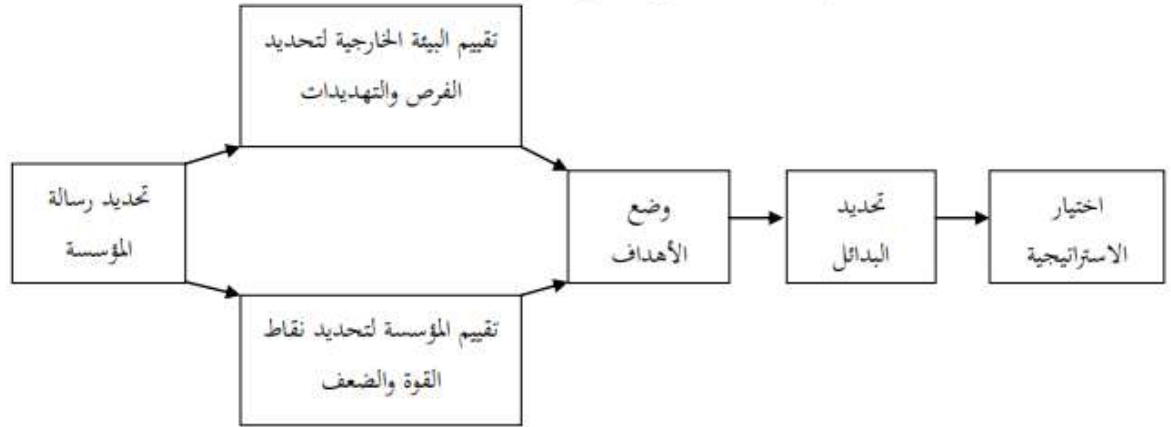 تقييم البيئة الخارجية لتحديد
الفرص والتهديدات
تحديد رسالة
المؤسسة
وضع
الأهداف
تحديد
البدائل
اختيار
الاستراتيجية
تقييم المؤسسة لتحديد نقاط
القوة والضعف